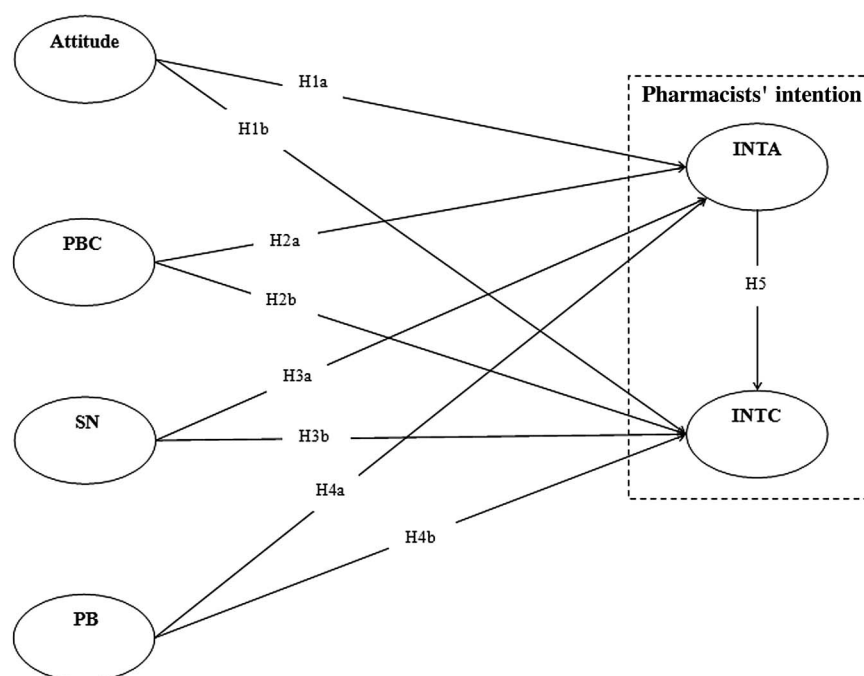 Attitude
H1a
Pharmacists' intention
H1b
INTA
PBC
H2a
H5
H2b
H3a
SN
INTC
H3b
H4a
H4b
PB